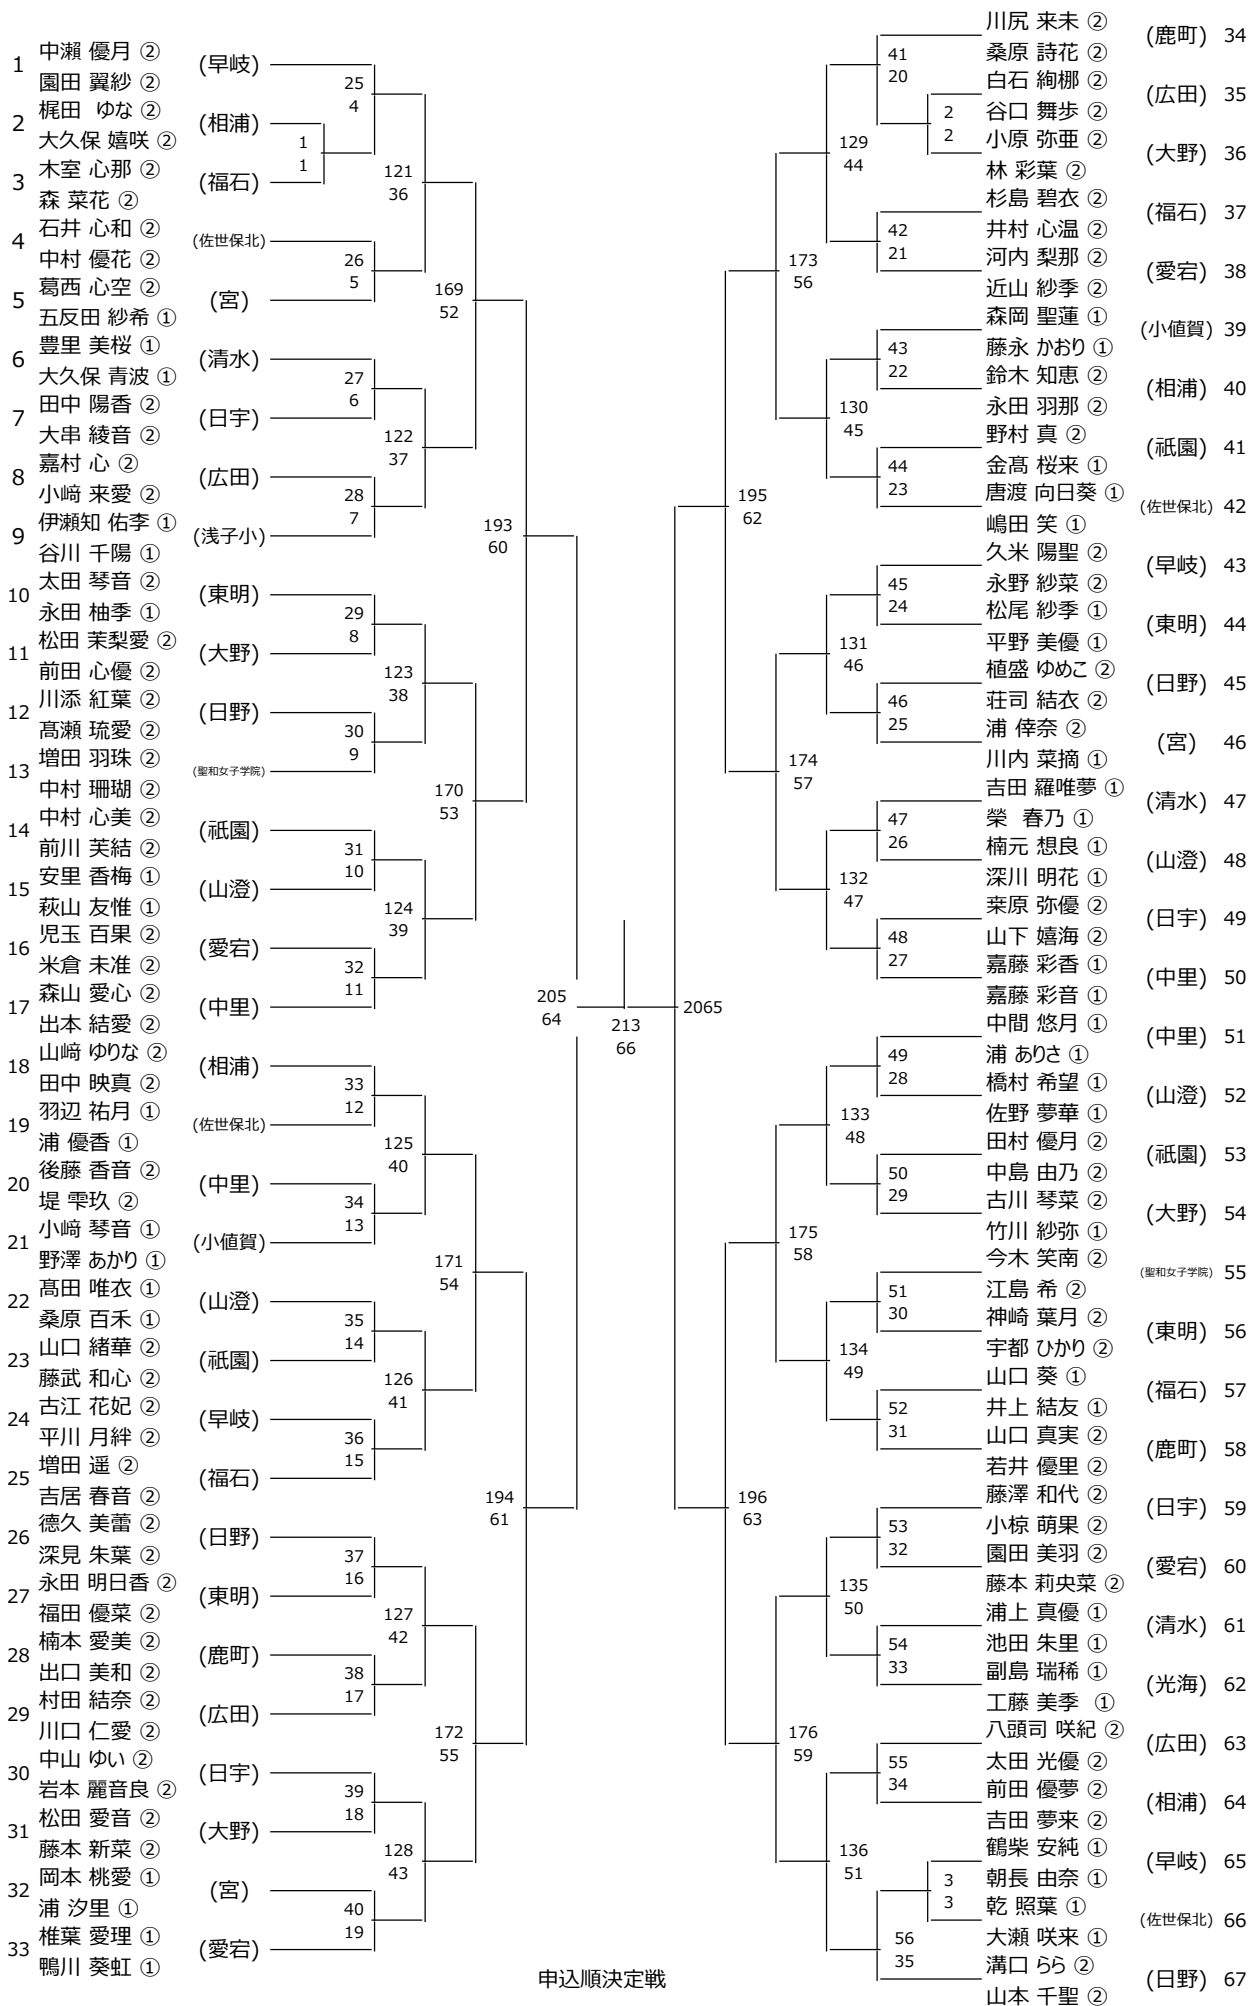 1 中瀬 優月 ② (早岐)
園田 翼紗 ②
2 梶田 ゆな ② (相浦)
大久保 嬉咲 ②
3 木室 心那 ② (福石)
森 菜花 ②
4 石井 心和 ② (佐世保北)
中村 優花 ②
5 葛西 心空 ② (宮)
五反田 紗希 ①
6 豊里 美桜 ① (清水)
大久保 青波 ①
7 田中 陽香 ② (日宇)
大串 綾音 ②
8 嘉村 心 ② (広田)
小﨑 来愛 ②
9 伊瀬知 佑李 ① (浅子小)
谷川 千陽 ①
10 太田 琴音 ② (東明)
永田 柚季 ①
11 松田 茉梨愛 ② (大野)
前田 心優 ②
12 川添 紅葉 ② (日野)
髙瀬 琉愛 ②
13 増田 羽珠 ② (聖和女子学院)
中村 珊瑚 ②
14 中村 心美 ② (祇園)
前川 芙結 ②
15 安里 香梅 ① (山澄)
萩山 友惟 ①
16 児玉 百果 ② (愛宕)
米倉 未准 ②
17 森山 愛心 ② (中里)
出本 結愛 ②
18 山﨑 ゆりな ② (相浦)
田中 映真 ②
19 羽辺 祐月 ① (佐世保北)
浦 優香 ①
20 後藤 香音 ② (中里)
堤 雫玖 ②
21 小﨑 琴音 ① (小値賀)
野澤 あかり ①
22 髙田 唯衣 ① (山澄)
桑原 百禾 ①
23 山口 緒華 ② (祇園)
藤武 和心 ②
24 古江 花妃 ② (早岐)
平川 月絆 ②
25 増田 遥 ② (福石)
吉居 春音 ②
26 德久 美蕾 ② (日野)
深見 朱葉 ②
27 永田 明日香 ② (東明)
福田 優菜 ②
28 楠本 愛美 ② (鹿町)
出口 美和 ②
29 村田 結奈 ② (広田)
川口 仁愛 ②
30 中山 ゆい ② (日宇)
岩本 麗音良 ②
31 松田 愛音 ② (大野)
藤本 新菜 ②
32 岡本 桃愛 ① (宮)
浦 汐里 ①
33 椎葉 愛理 ① (愛宕)
鴨川 葵虹 ①
1
1
25
4
26
5
27
6
28
7
29
8
30
9
31
10
32
11
33
12
34
13
35
14
36
15
37
16
38
17
39
18
40
19
121
36
122
37
123
38
124
39
125
40
126
41
127
42
128
43
169
52
170
53
171
54
172
55
193
60
194
61
205
64
213
66
2065
195
62
196
63
173
56
174
57
175
58
176
59
129
44
130
45
131
46
132
47
133
48
134
49
135
50
136
51
41
20
42
21
43
22
44
23
45
24
46
25
47
26
48
27
49
28
50
29
51
30
52
31
53
32
54
33
55
34
56
35
2
2
3
3
川尻 来未 ② (鹿町) 34
桑原 詩花 ②
白石 絢梛 ② (広田) 35
谷口 舞歩 ②
小原 弥亜 ② (大野) 36
林 彩葉 ②
杉島 碧衣 ② (福石) 37
井村 心温 ②
河内 梨那 ② (愛宕) 38
近山 紗季 ②
森岡 聖蓮 ① (小値賀) 39
藤永 かおり ①
鈴木 知恵 ② (相浦) 40
永田 羽那 ②
野村 真 ② (祇園) 41
金髙 桜来 ①
唐渡 向日葵 ① (佐世保北) 42
嶋田 笑 ①
久米 陽聖 ② (早岐) 43
永野 紗菜 ②
松尾 紗季 ① (東明) 44
平野 美優 ①
植盛 ゆめこ ② (日野) 45
荘司 結衣 ②
浦 倖奈 ② (宮) 46
川内 菜摘 ①
吉田 羅唯夢 ① (清水) 47
榮 春乃 ①
楠元 想良 ① (山澄) 48
深川 明花 ①
桒原 弥優 ② (日宇) 49
山下 嬉海 ②
嘉藤 彩香 ① (中里) 50
嘉藤 彩音 ①
中間 悠月 ① (中里) 51
浦 ありさ ①
橋村 希望 ① (山澄) 52
佐野 夢華 ①
田村 優月 ② (祇園) 53
中島 由乃 ②
古川 琴菜 ② (大野) 54
竹川 紗弥 ①
今木 笑南 ② (聖和女子学院) 55
江島 希 ②
神崎 葉月 ② (東明) 56
宇都 ひかり ②
山口 葵 ① (福石) 57
井上 結友 ①
山口 真実 ② (鹿町) 58
若井 優里 ②
藤澤 和代 ② (日宇) 59
小椋 萌果 ②
園田 美羽 ② (愛宕) 60
藤本 莉央菜 ②
浦上 真優 ① (清水) 61
池田 朱里 ①
副島 瑞稀 ① (光海) 62
工藤 美季 ①
八頭司 咲紀 ② (広田) 63
太田 光優 ②
前田 優夢 ② (相浦) 64
吉田 夢来 ②
鶴柴 安純 ① (早岐) 65
朝長 由奈 ①
乾 照葉 ① (佐世保北) 66
大瀬 咲来 ①
溝口 らら ② (日野) 67
山本 千聖 ②
申込順決定戦